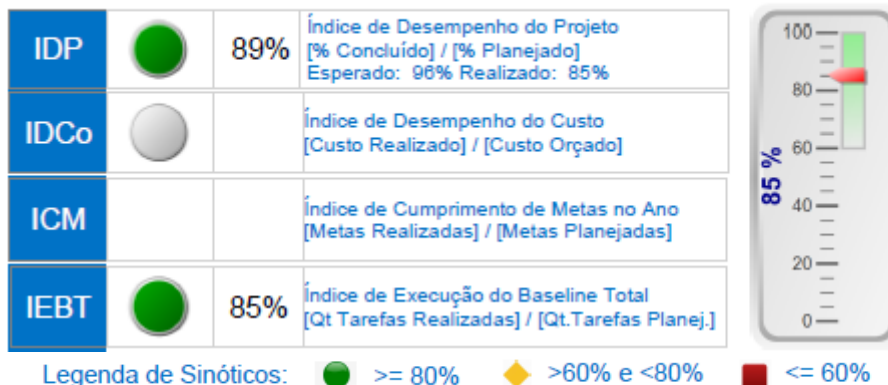 IDP
89%
Índice de Desempenho do Projeto
[% Concluído] / [% Planejado]
Esperado: 96% Realizado: 85%
IDCo
Índice de Desempenho do Custo
[Custo Realizado] / [Custo Orçado]
ICM
Índice de Cumprimento de Metas no Ano
[Metas Realizadas] / [Metas Planejadas]
IEBT
85%
Índice de Execução do Baseline Total
[Qt Tarefas Realizadas] / [Qt.Tarefas Planej.]
100
80
60
40
20
0
85 %
Legenda de Sinóticos: >= 80% >60% e <80% <= 60%